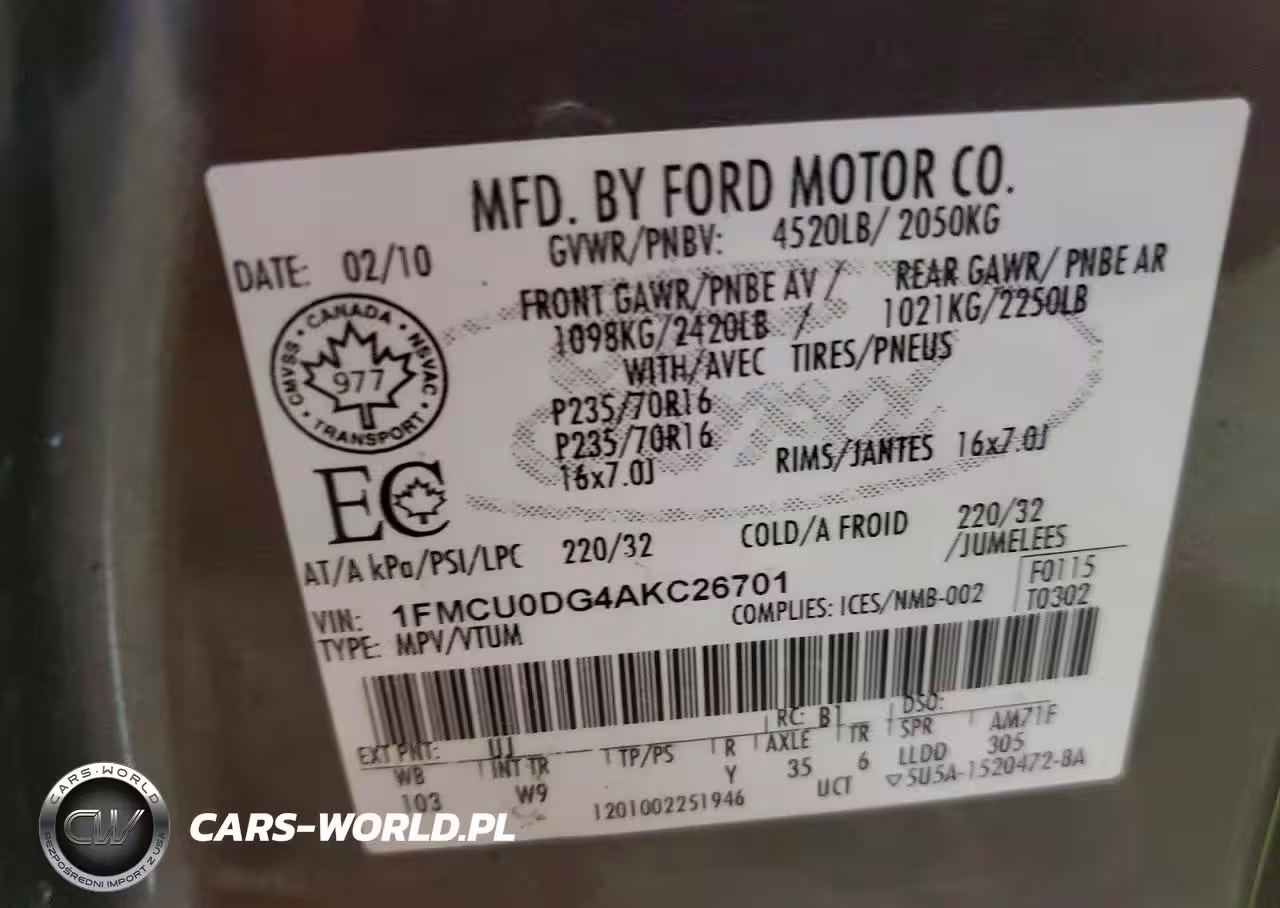 MFD. BY FORD MOTOR CO.
DATE: 02/10
GVWR/PNBV: 4520LB/ 2050KG
FRONT GAWR/PNBE AV / REAR GAWR/ PNBE AR
1098KG/2420LB / 1021KG/2250LB
WITH/AVEC TIRES/PNEUS
P235/70R16
P235/70R16
16x7.0J RIMS/JANTES 16x7.0J
CANADA • NSVAC • TRANSPORT • CMVSS •
977
EC
AT/A kPa/PSI/LPC 220/32 COLD/A FROID 220/32
/JUMELEES
VIN: 1FMCU0DG4AKC26701
F0115
TYPE: MPV/VTUM COMPLIES: ICES/NMB-002 T0302
EXT PNT: UJ RC: B1 DSO:
WB INT TR TP/PS R AXLE TR SPR AM71F
103 W9 Y 35 6 LLDD 305
1201002251946 UCT ▽5U5A-1520472-BA
CARS-WORLD
CW
BEZPOŚREDNI IMPORT Z USA
CARS-WORLD.PL